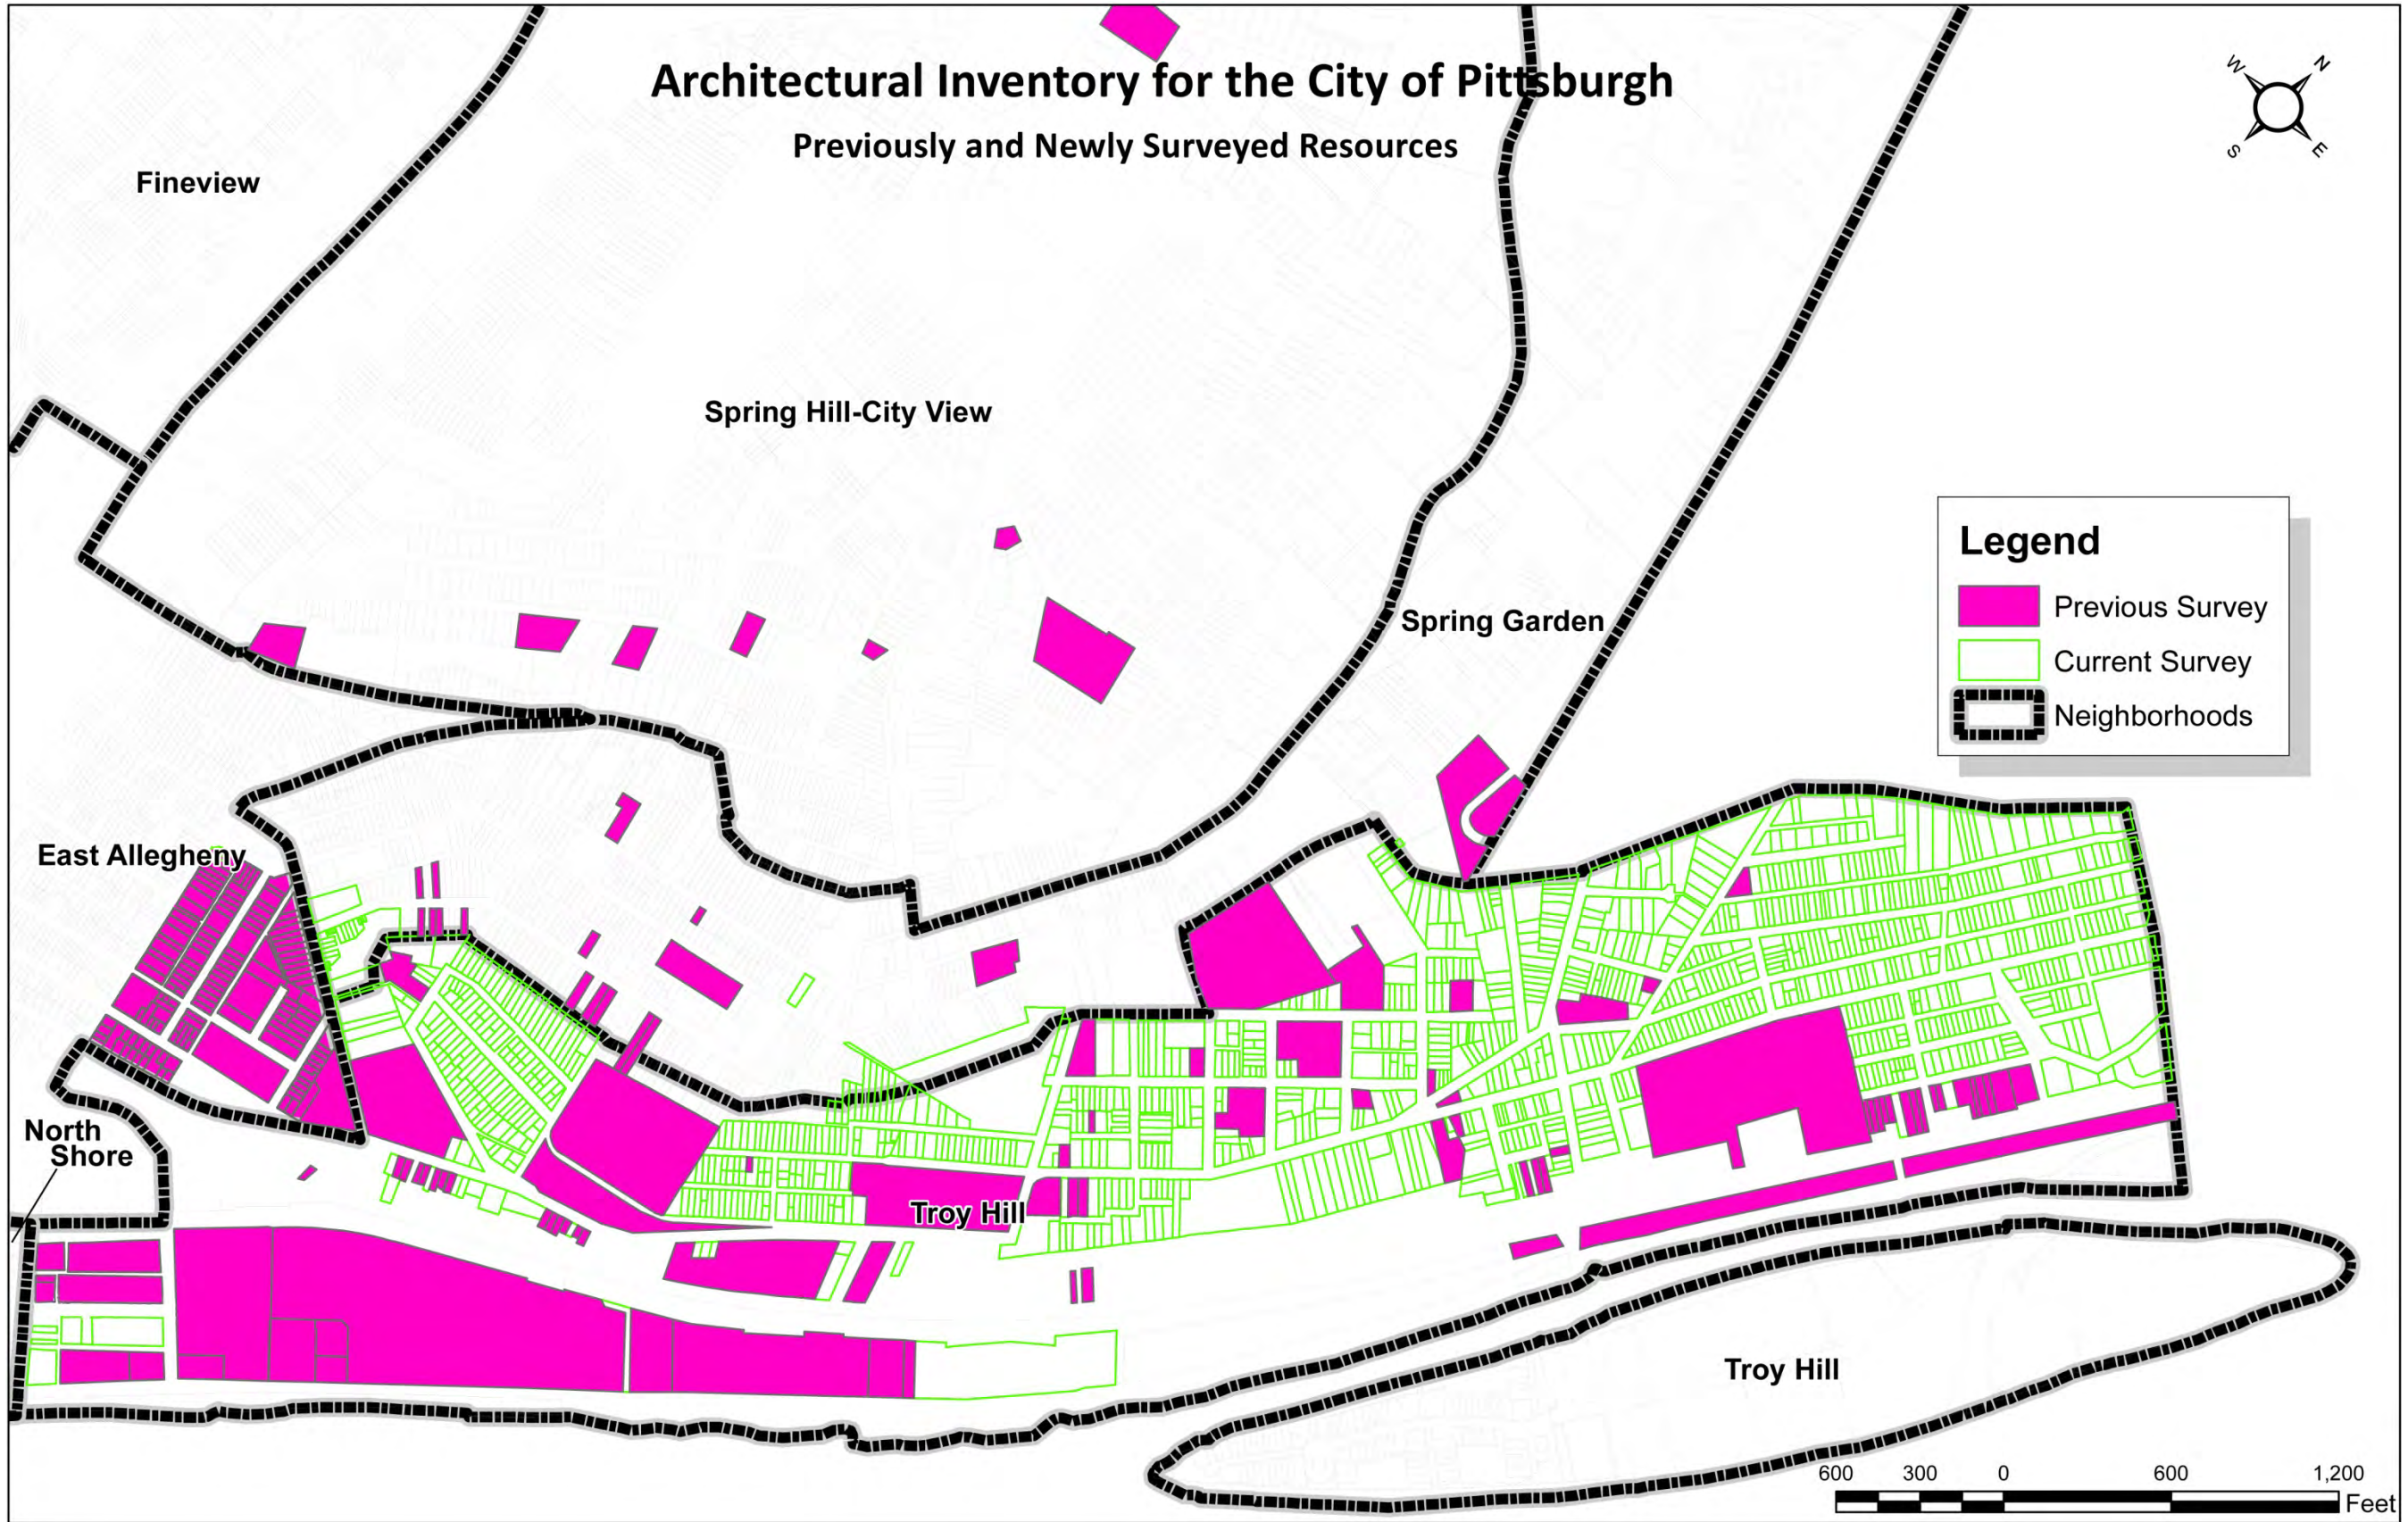 Architectural Inventory for the City of Pittsburgh
Previously and Newly Surveyed Resources
W
N
S
E
Fineview
Spring Hill-City View
Spring Garden
Legend
Previous Survey
Current Survey
Neighborhoods
East Allegheny
North
Shore
Troy Hill
Troy Hill
600 300 0 600 1,200
Feet